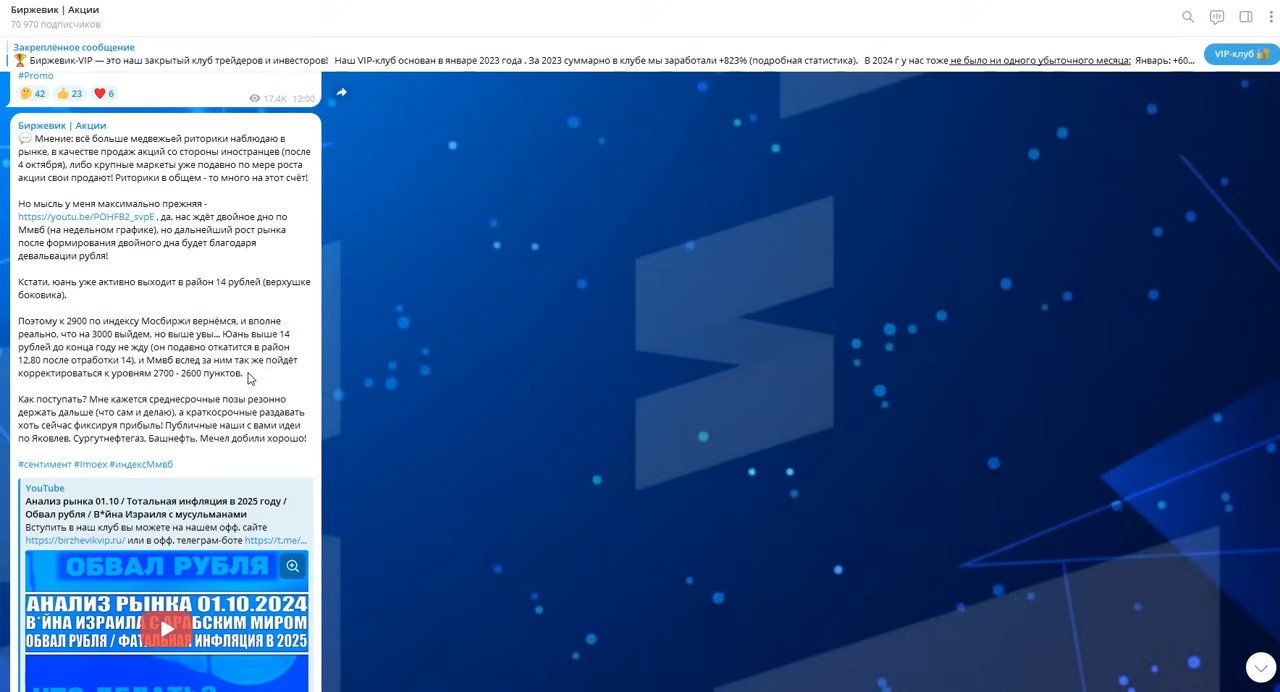 Биржевик | Акции
70 970 подписчиков
Закреплённое сообщение
🏆 Биржевик-VIP — это наш закрытый клуб трейдеров и инвесторов! Наш VIP-клуб основан в январе 2023 года . За 2023 суммарно в клубе мы заработали +823% (подробная статистика). В 2024 г у нас тоже не было ни одного убыточного месяца: Январь: +60...
VIP-клуб 🔐
#Promo
🤔 42 👍 23 ❤️ 6 17.4K 12:00
Биржевик | Акции
💬 Мнение: всё больше медвежьей риторики наблюдаю в
рынке, в качестве продаж акций со стороны иностранцев (после
4 октября), либо крупные маркеты уже подавно по мере роста
акции свои продают! Риторики в общем - то много на этот счёт!
Но мысль у меня максимально прежняя -
https://youtu.be/POHFB2_svpE , да, нас ждёт двойное дно по
Ммвб (на недельном графике), но дальнейший рост рынка
после формирования двойного дна будет благодаря
девальвации рубля!
Кстати, юань уже активно выходит в район 14 рублей (верхушке
боковика).
Поэтому к 2900 по индексу Мосбиржи вернёмся, и вполне
реально, что на 3000 выйдем, но выше увы... Юань выше 14
рублей до конца году не жду (он подавно откатится в район
12,80 после отработки 14), и Ммвб вслед за ним так же пойдёт
корректироваться к уровням 2700 - 2600 пунктов.
Как поступать? Мне кажется среднесрочные позы резонно
держать дальше (что сам и делаю), а краткосрочные раздавать
хоть сейчас фиксируя прибыль! Публичные наши с вами идеи
по Яковлев, Сургутнефтегаз, Башнефть, Мечел добили хорошо!
#сентимент #Imoex #индексМмвб
YouTube
Анализ рынка 01.10 / Тотальная инфляция в 2025 году /
Обвал рубля / В*йна Израиля с мусульманами
Вступить в наш клуб вы можете на нашем офф. сайте
https://birzhevikvip.ru/ или в офф. телеграм-боте https://t.me/...
ОБВАЛ РУБЛЯ
АНАЛИЗ РЫНКА 01.10.2024
В*ЙНА ИЗРАИЛА С АРАБСКИМ МИРОМ
ОБВАЛ РУБЛЯ / ФАТАЛЬНАЯ ИНФЛЯЦИЯ В 2025
ЧТО ДЕЛАТЬ?